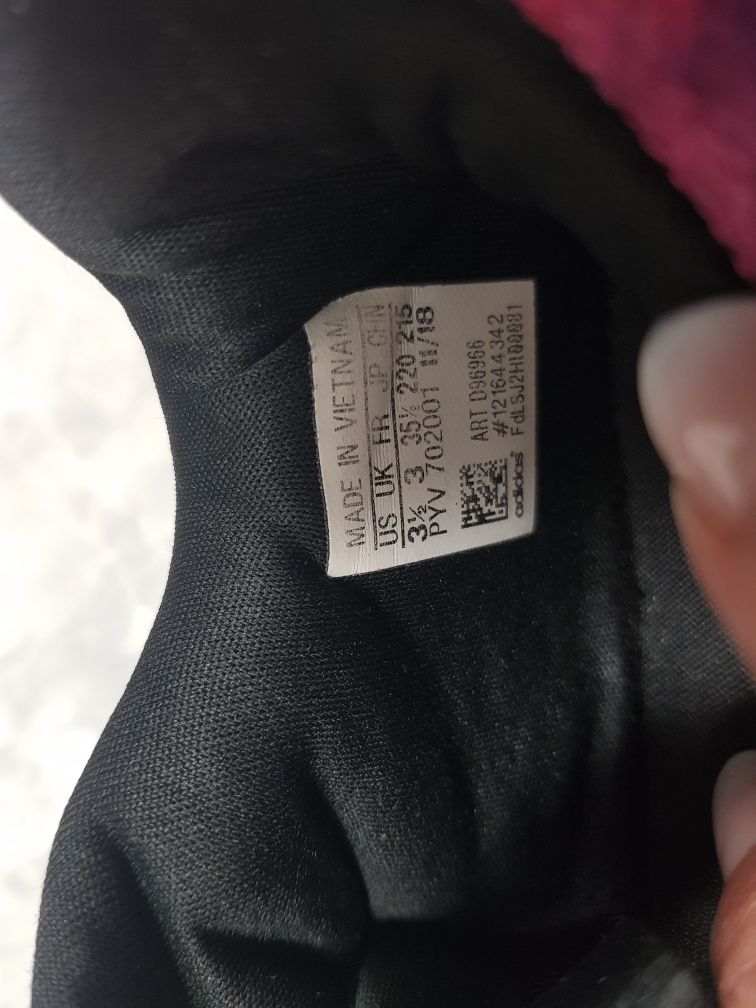 MADE IN VIETNAM
US UK FR JP CHN
3½ 3 35½ 220 215
PYV 702001 11/18
ART D96966
#121644342
FdLSJ2HI00081
adidas